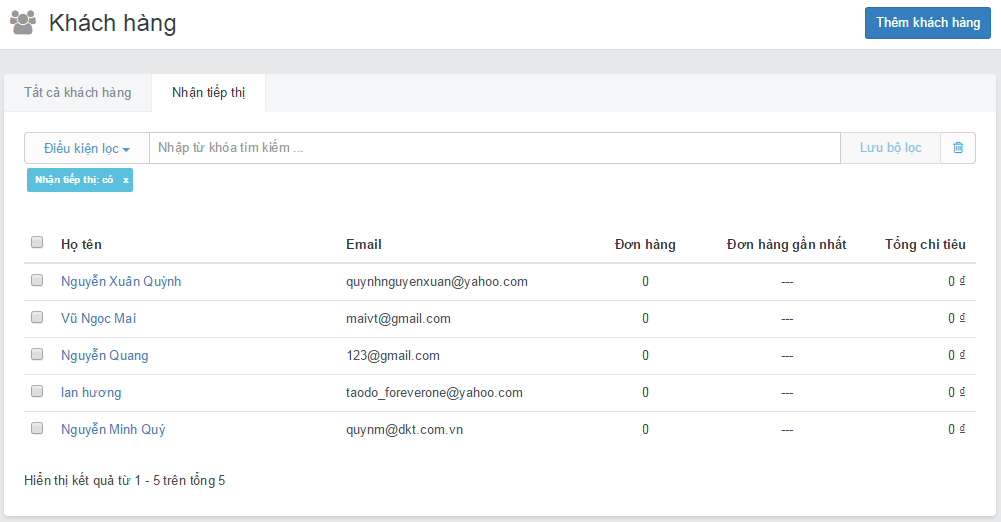 Khách hàng
Thêm khách hàng
Tất cả khách hàng
Nhận tiếp thị
Điều kiện lọc
Nhập từ khóa tìm kiếm ...
Lưu bộ lọc
Nhận tiếp thị: có x
Họ tên Email Đơn hàng Đơn hàng gần nhất Tổng chi tiêu
Nguyễn Xuân Quỳnh quynhnguyenxuan@yahoo.com 0 --- 0 ₫
Vũ Ngọc Mai maivt@gmail.com 0 --- 0 ₫
Nguyễn Quang 123@gmail.com 0 --- 0 ₫
lan hương taodo_foreverone@yahoo.com 0 --- 0 ₫
Nguyễn Minh Quý quynm@dkt.com.vn 0 --- 0 ₫
Hiển thị kết quả từ 1 - 5 trên tổng 5